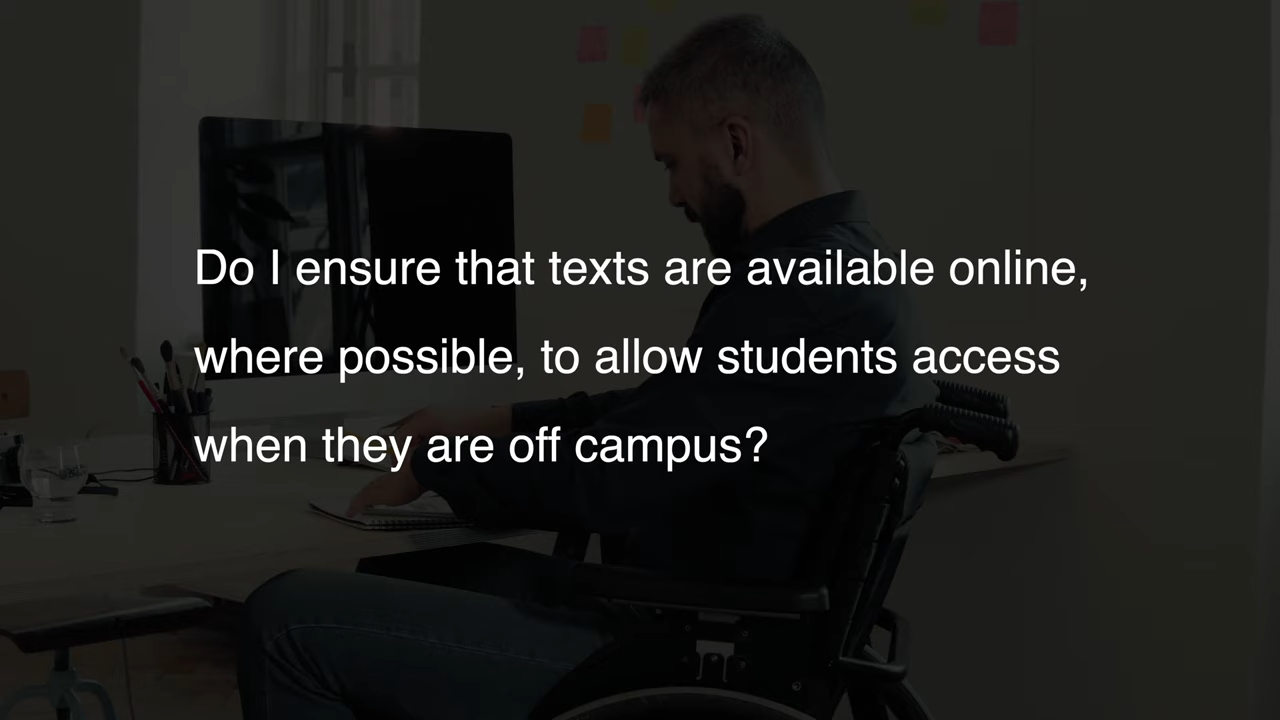 Do I ensure that texts are available online,
where possible, to allow students access
when they are off campus?